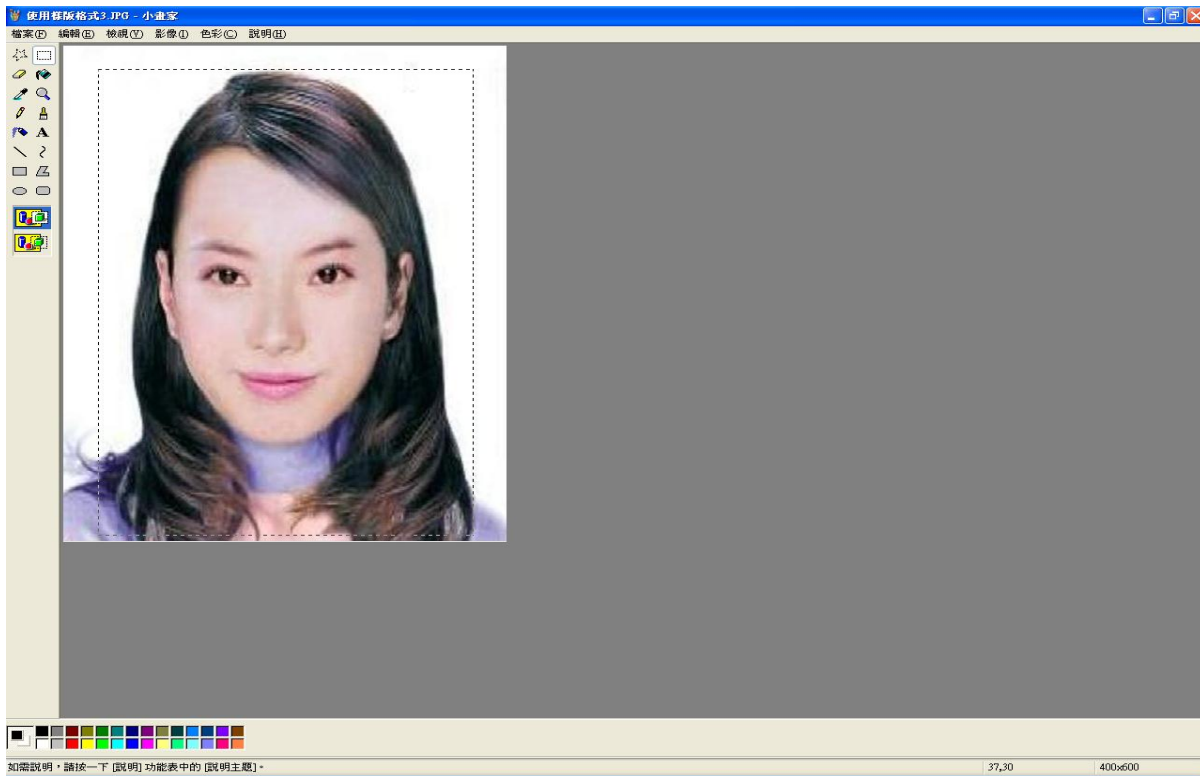 使用樣版格式3.JPG - 小畫家
檔案(F) 編輯(E) 檢視(V) 影像(I) 色彩(C) 說明(H)
A
如需說明，請按一下 [說明] 功能表中的 [說明主題]。 37,30 400x600